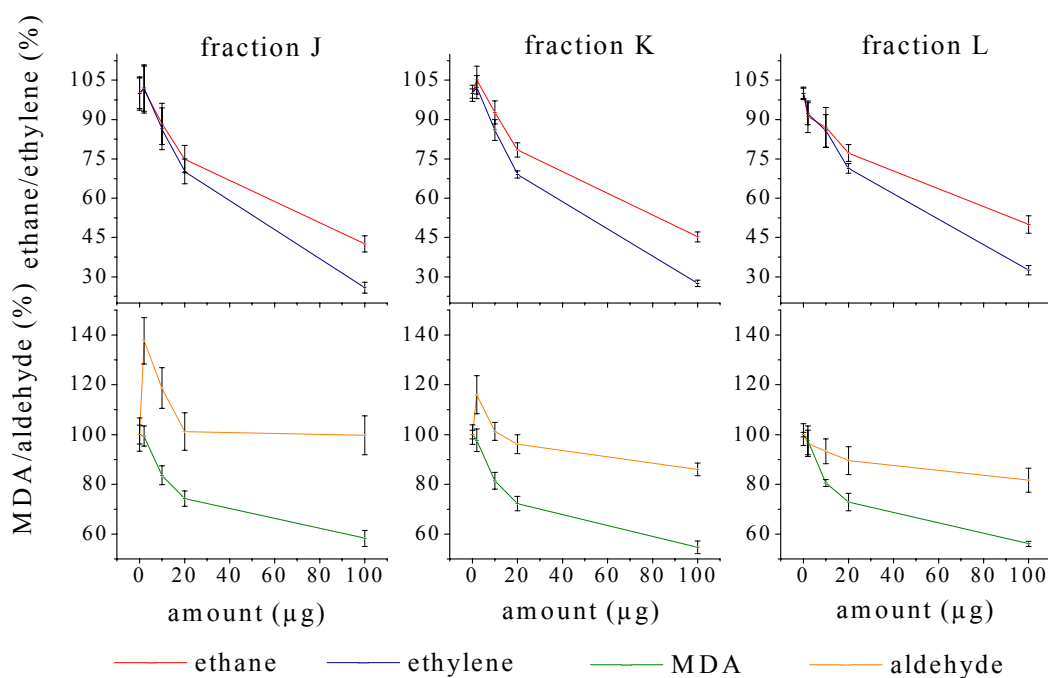 fraction J fraction K fraction L
MDA/aldehyde (%) ethane/ethylene (%)
105 105 105
90 90 90
75 75 75
60 60 60
45 45 45
30 30 30
140 140 140
120 120 120
100 100 100
80 80 80
60 60 60
0 20 40 60 80 100 0 20 40 60 80 100 0 20 40 60 80 100
amount (µg) amount (µg) amount (µg)
ethane ethylene MDA aldehyde